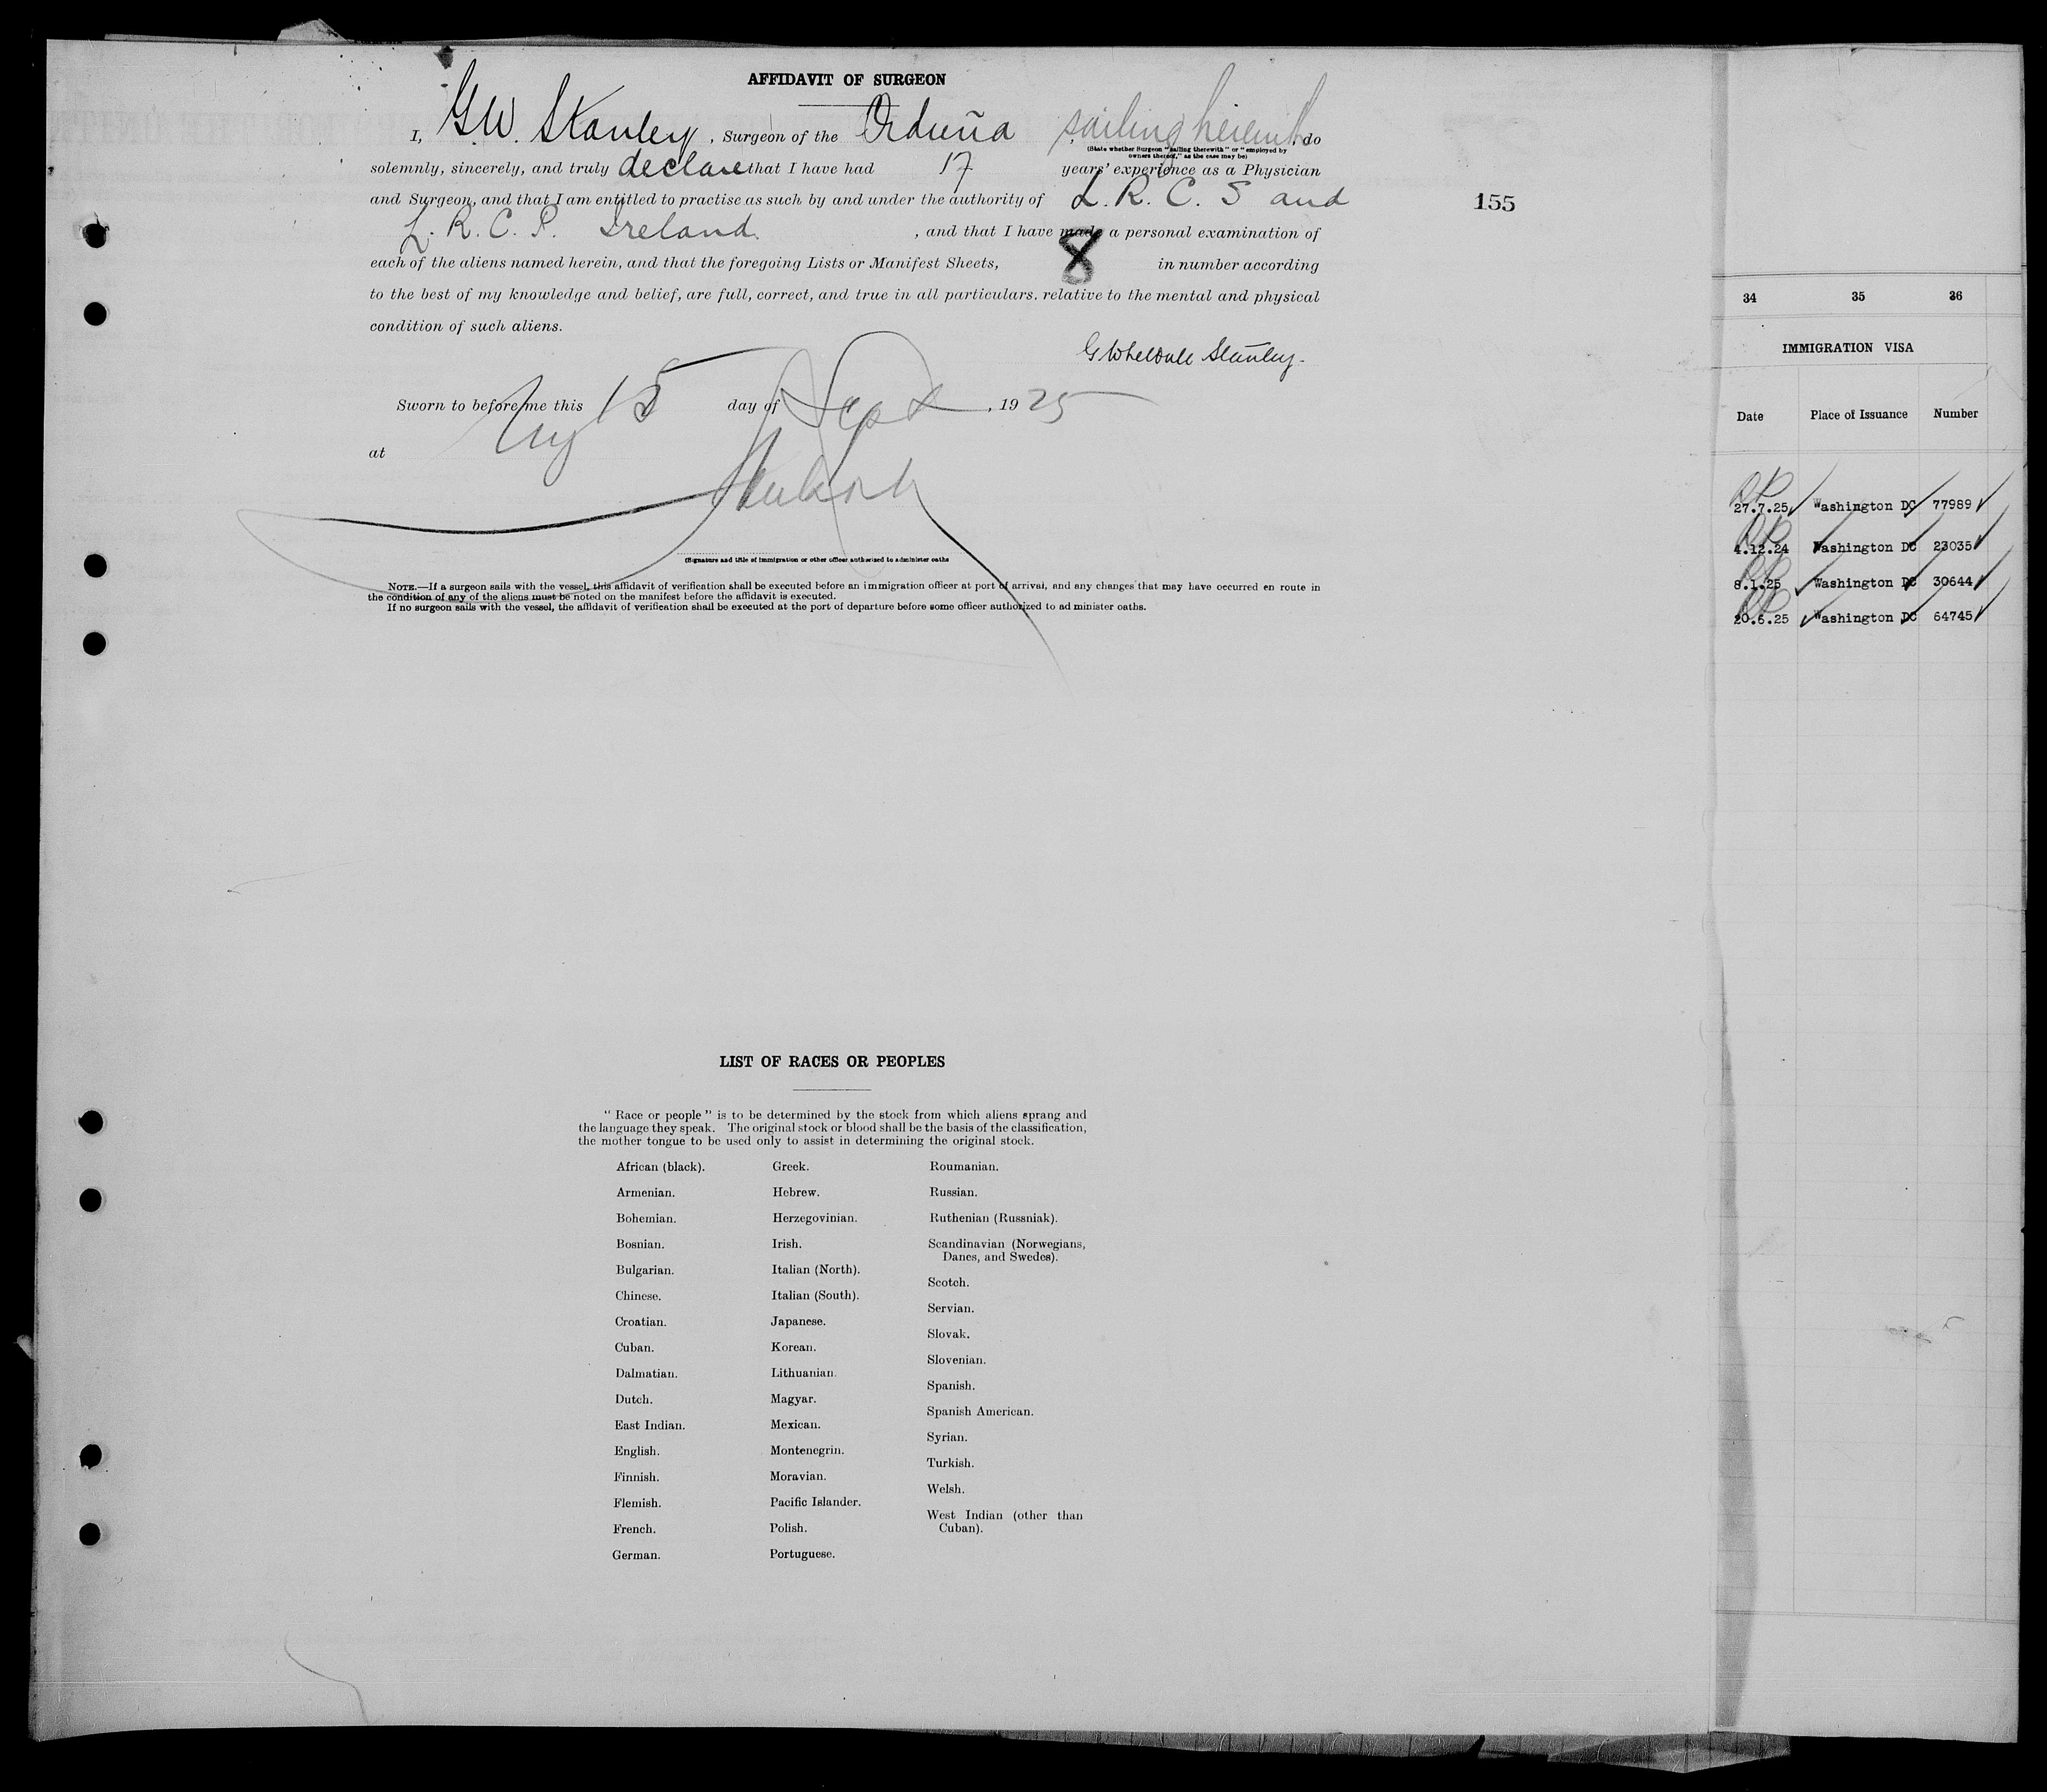 AFFIDAVIT OF SURGEON
I, G.W. Stanley, Surgeon of the Orduña, sailing do
(State whether Surgeon "sailing therewith" or "employed by
owners thereof," as the case may be)
solemnly, sincerely, and truly declare that I have had 17 years' experience as a Physician
and Surgeon, and that I am entitled to practise as such by and under the authority of L. R. C. S and
L. R. C. P. Ireland, and that I have made a personal examination of
each of the aliens named herein, and that the foregoing Lists or Manifest Sheets, 8 in number according
to the best of my knowledge and belief, are full, correct, and true in all particulars. relative to the mental and physical
condition of such aliens.
G Wheldale Stanley.
Sworn to before me this 15 day of Sept, 1925
at NY
(Signature and title of immigration or other officer authorized to administer oaths
NOTE.—If a surgeon sails with the vessel, this affidavit of verification shall be executed before an immigration officer at port of arrival, and any changes that may have occurred en route in
the condition of any of the aliens must be noted on the manifest before the affidavit is executed.
If no surgeon sails with the vessel, the affidavit of verification shall be executed at the port of departure before some officer authorized to ad minister oaths.
155
LIST OF RACES OR PEOPLES
"Race or people" is to be determined by the stock from which aliens sprang and
the language they speak. The original stock or blood shall be the basis of the classification,
the mother tongue to be used only to assist in determining the original stock.
African (black).
Armenian.
Bohemian.
Bosnian.
Bulgarian.
Chinese.
Croatian.
Cuban.
Dalmatian.
Dutch.
East Indian.
English.
Finnish.
Flemish.
French.
German.
Greek.
Hebrew.
Herzegovinian.
Irish.
Italian (North).
Italian (South).
Japanese.
Korean.
Lithuanian.
Magyar.
Mexican.
Montenegrin.
Moravian.
Pacific Islander.
Polish.
Portuguese.
Roumanian.
Russian.
Ruthenian (Russniak).
Scandinavian (Norwegians,
Danes, and Swedes).
Scotch.
Servian.
Slovak.
Slovenian.
Spanish.
Spanish American.
Syrian.
Turkish.
Welsh.
West Indian (other than
Cuban).
34 35 36
IMMIGRATION VISA
Date Place of Issuance Number
27.7.25 Washington DC 77989
4.12.24 Washington DC 23035
8.1.25 Washington DC 30644
20.6.25 Washington DC 64745